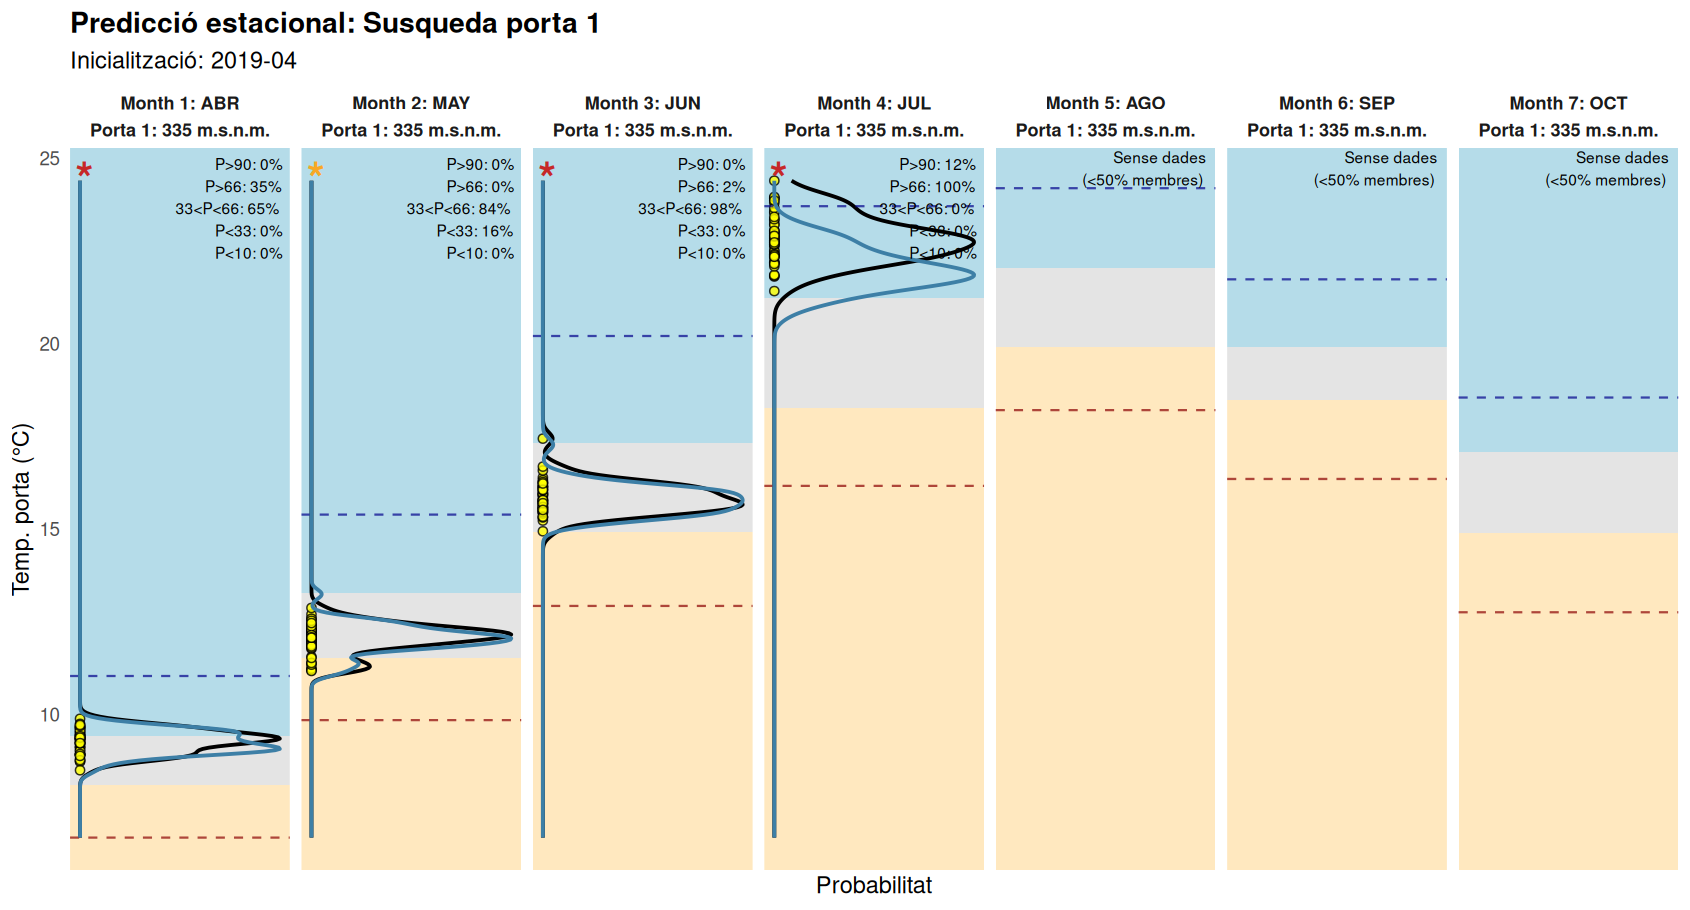 Predicció estacional: Susqueda porta 1
Inicialització: 2019-04
Month 1: ABR
Porta 1: 335 m.s.n.m.
Month 2: MAY
Porta 1: 335 m.s.n.m.
Month 3: JUN
Porta 1: 335 m.s.n.m.
Month 4: JUL
Porta 1: 335 m.s.n.m.
Month 5: AGO
Porta 1: 335 m.s.n.m.
Month 6: SEP
Porta 1: 335 m.s.n.m.
Month 7: OCT
Porta 1: 335 m.s.n.m.
Temp. porta (°C)
25
20
15
10
*
P>90: 0%
P>66: 35%
33<P<66: 65%
P<33: 0%
P<10: 0%
*
P>90: 0%
P>66: 0%
33<P<66: 84%
P<33: 16%
P<10: 0%
*
P>90: 0%
P>66: 2%
33<P<66: 98%
P<33: 0%
P<10: 0%
*
P>90: 12%
P>66: 100%
33<P<66: 0%
P<33: 0%
P<10: 0%
Sense dades
(<50% membres)
Sense dades
(<50% membres)
Sense dades
(<50% membres)
Probabilitat